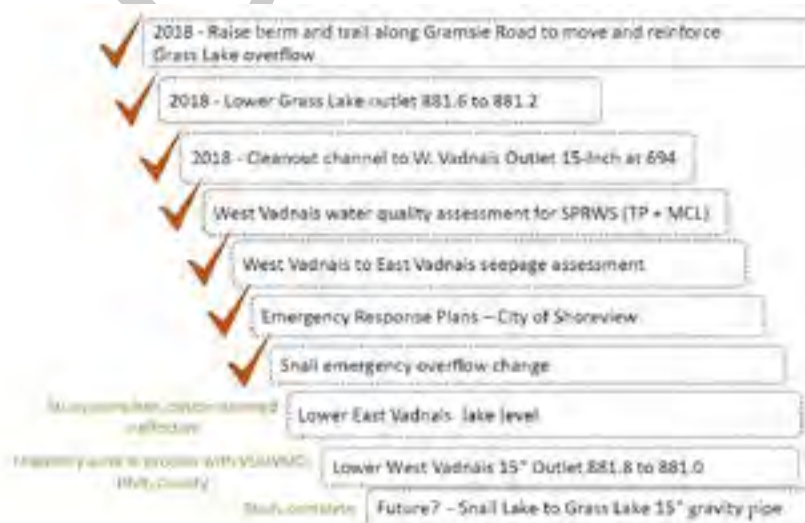 2018 - Raise berm and trail along Gramsie Road to move and reinforce
Grass Lake overflow
2018 - Lower Grass Lake outlet 881.6 to 881.2
2018 - Cleanout channel to W. Vadnais Outlet 15-Inch at 694
West Vadnais water quality assessment for SPRWS (TP + MCL)
West Vadnais to East Vadnais seepage assessment
Emergency Response Plans – City of Shoreview
Snail emergency overflow change
Lower East Vadnais lake level
Lower West Vadnais 15" Outlet 881.8 to 881.0
Study complete
Future? - Snail Lake to Grass Lake 15" gravity pipe